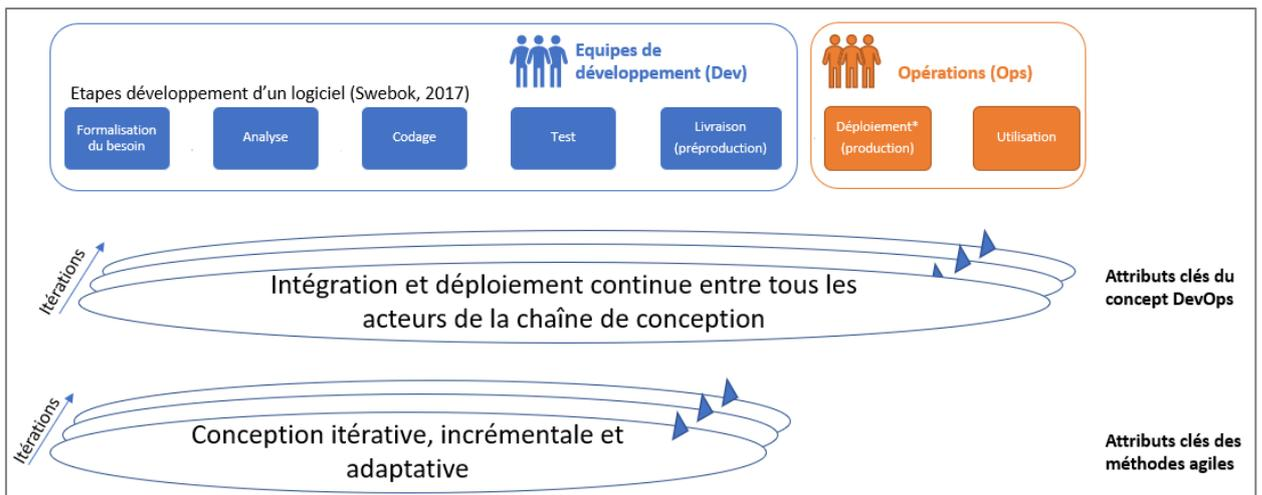 Equipes de
développement (Dev)
Opérations (Ops)
Etapes développement d'un logiciel (Swebok, 2017)
Formalisation
du besoin
Analyse
Codage
Test
Livraison
(préproduction)
Déploiement*
(production)
Utilisation
Itérations
Intégration et déploiement continue entre tous les
acteurs de la chaîne de conception
Attributs clés du
concept DevOps
Itérations
Conception itérative, incrémentale et
adaptative
Attributs clés des
méthodes agiles